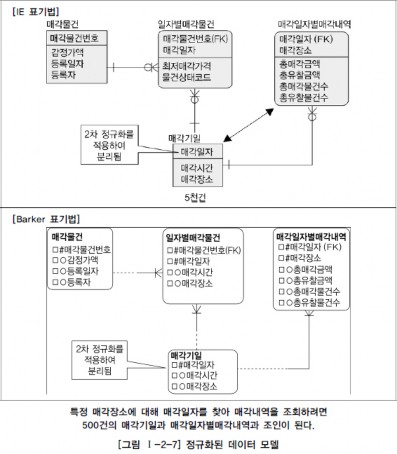 [IE 표기법]
매각물건
매각물건번호
감정가액
등록일자
등록자
일자별매각물건
매각물건번호(FK)
매각일자
최저매각가격
물건상태코드
매각일자별매각내역
매각일자 (FK)
매각장소
총매각금액
총유찰금액
총매각물건수
총유찰물건수
2차 정규화를
적용하여
분리됨
매각기일
매각일자
매각시간
매각장소
5천건
[Barker 표기법]
매각물건
□#매각물건번호
□○감정가액
□○등록일자
□○등록자
일자별매각물건
□#매각물건번호(FK)
□#매각일자
□○매각시간
□○매각장소
매각일자별매각내역
□#매각일자 (FK)
□#매각장소
□○총매각금액
□○총유찰금액
□○총매각물건수
□○총유찰물건수
2차 정규화를
적용하여
분리됨
매각기일
□#매각일자
□○매각시간
□○매각장소
특정 매각장소에 대해 매각일자를 찾아 매각내역을 조회하려면
500건의 매각기일과 매각일자별매각내역과 조인이 된다.
[그림 Ⅰ-2-7] 정규화된 데이터 모델